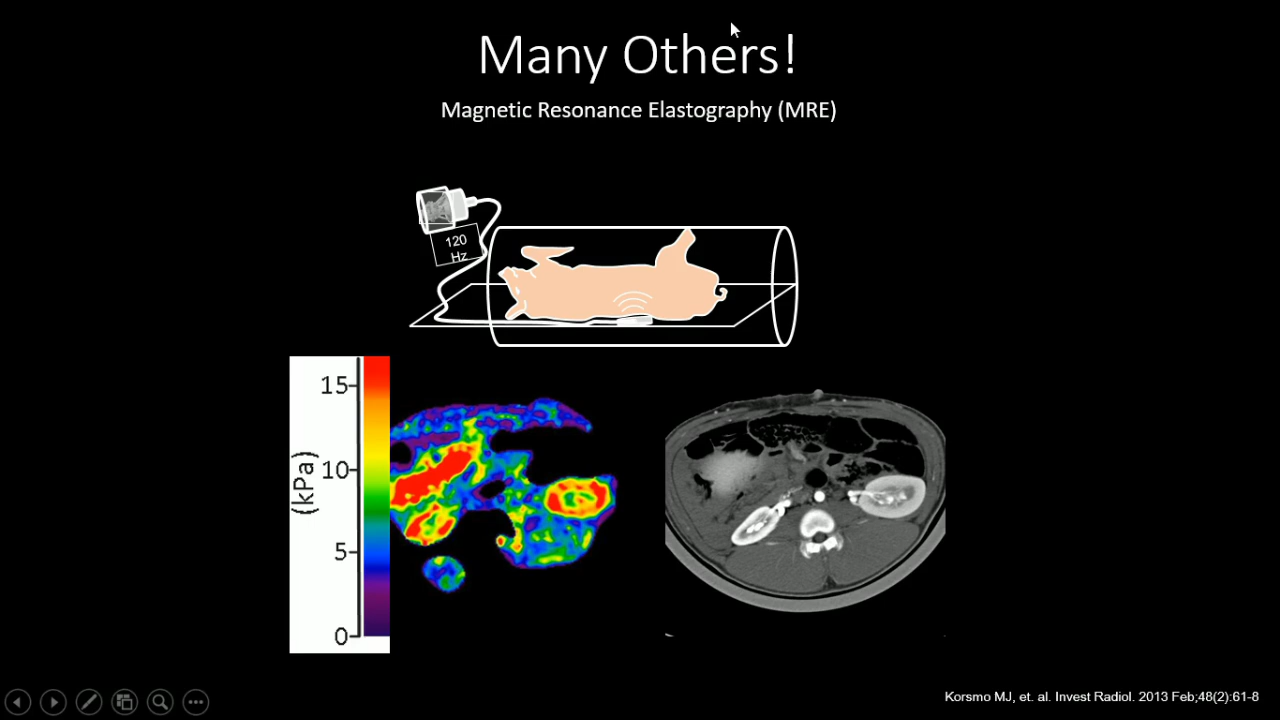 Many Others!
Magnetic Resonance Elastography (MRE)
120
Hz
15
10
(kPa)
5
0
Korsmo MJ, et. al. Invest Radiol. 2013 Feb;48(2):61-8